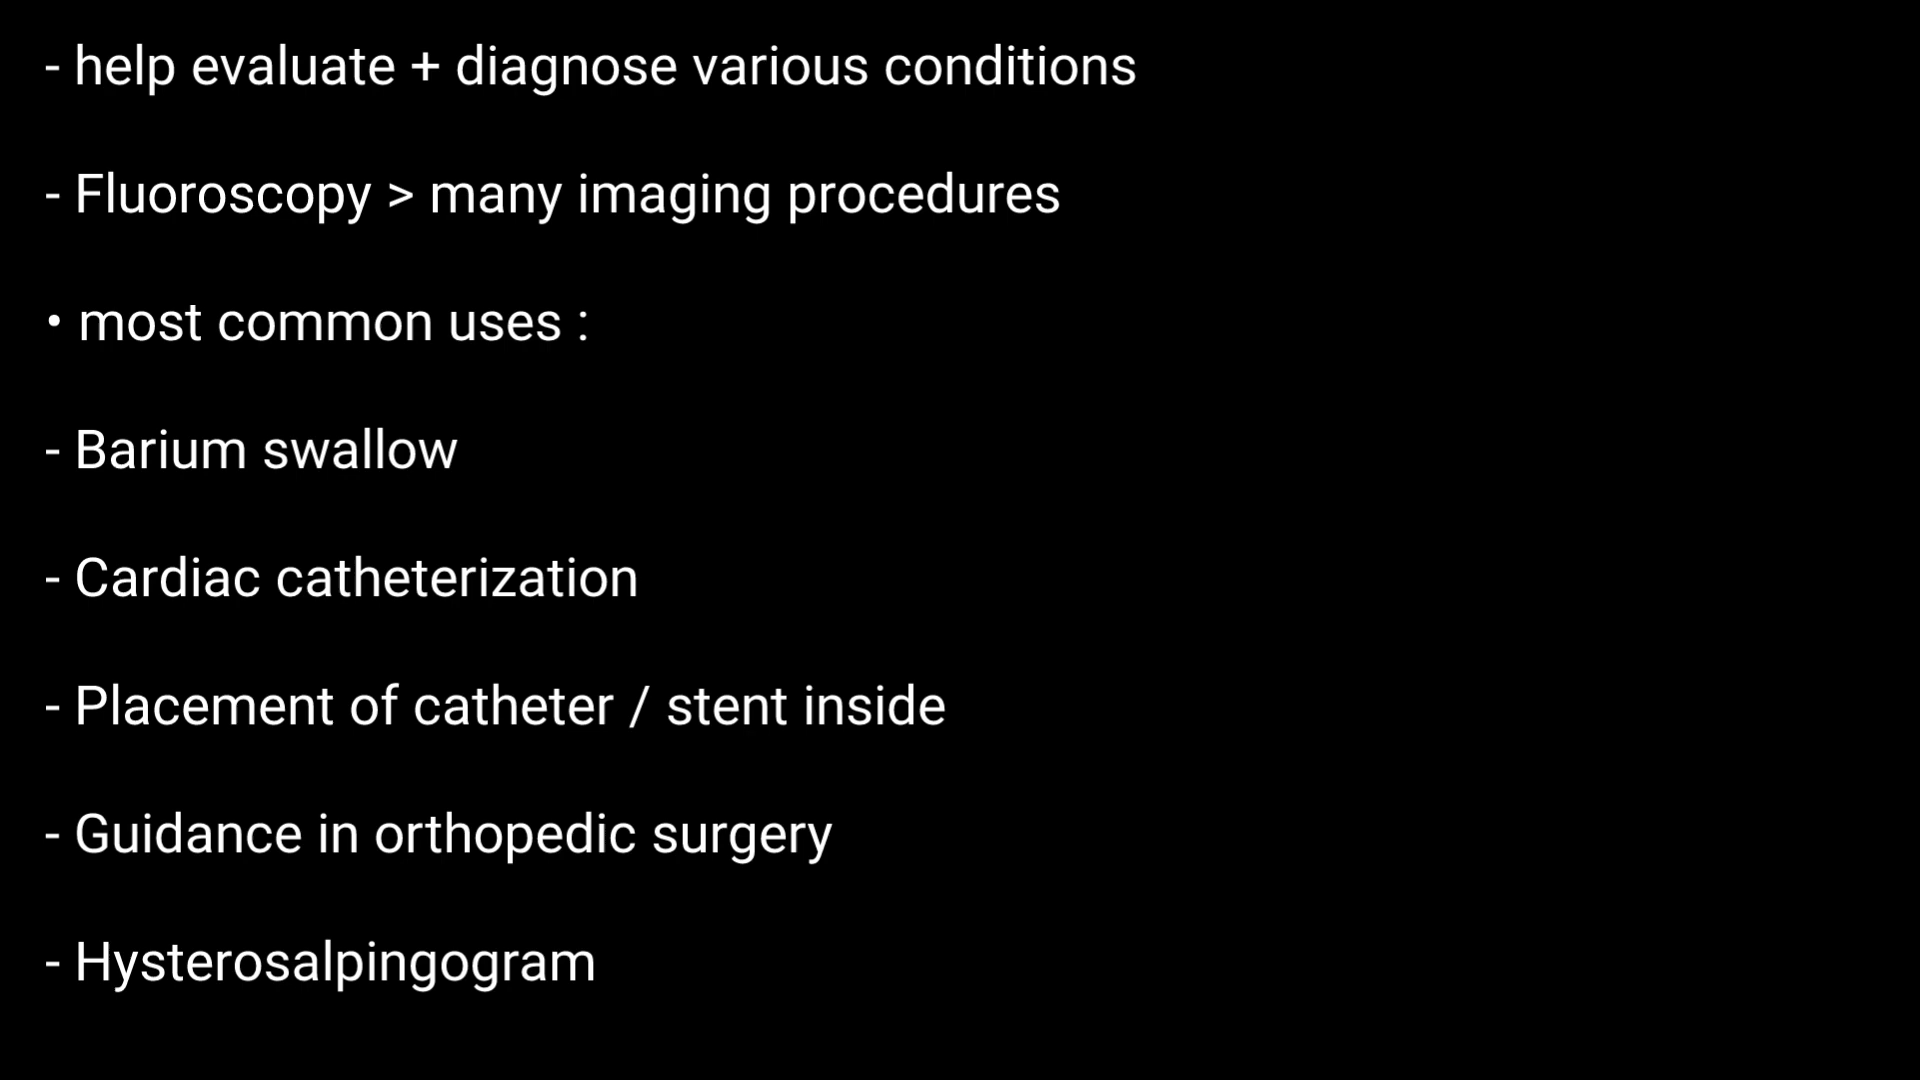 - help evaluate + diagnose various conditions
- Fluoroscopy > many imaging procedures
• most common uses :
- Barium swallow
- Cardiac catheterization
- Placement of catheter / stent inside
- Guidance in orthopedic surgery
- Hysterosalpingogram